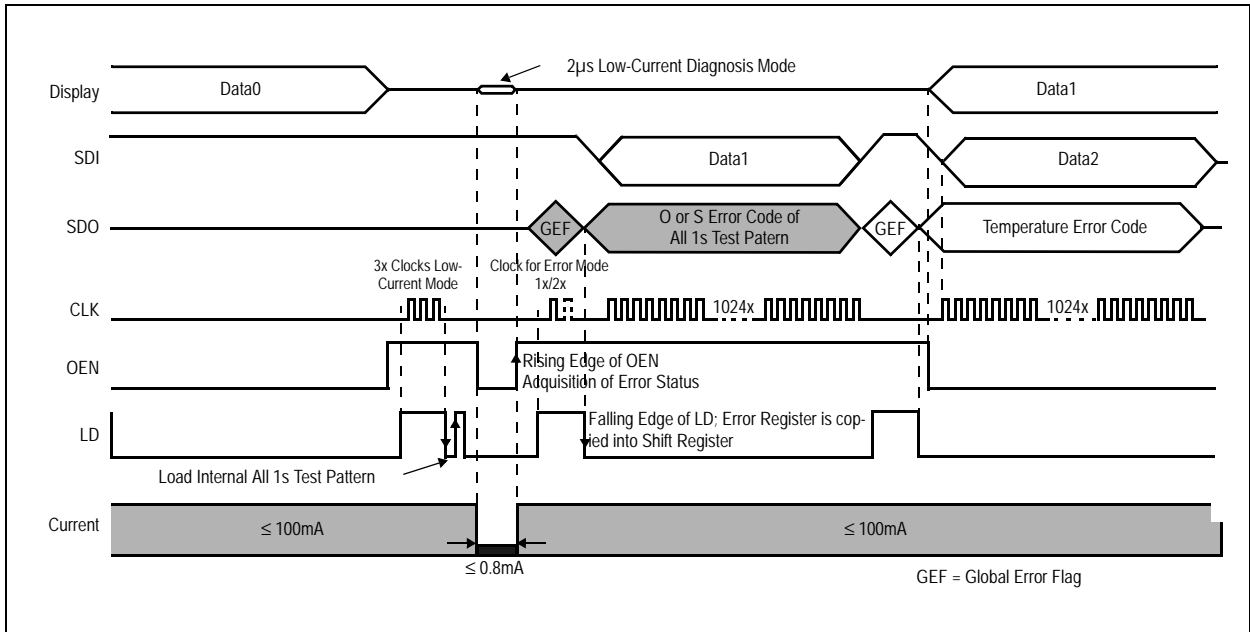 2µs Low-Current Diagnosis Mode
Display
Data0
Data1
SDI
Data1
Data2
SDO
GEF
O or S Error Code of
All 1s Test Patern
GEF
Temperature Error Code
3x Clocks Low-
Current Mode
Clock for Error Mode
1x/2x
CLK
1024x
1024x
OEN
Rising Edge of OEN
Acquisition of Error Status
LD
Falling Edge of LD; Error Register is cop-
ied into Shift Register
Load Internal All 1s Test Pattern
Current
≤ 100mA
≤ 100mA
≤ 0.8mA
GEF = Global Error Flag